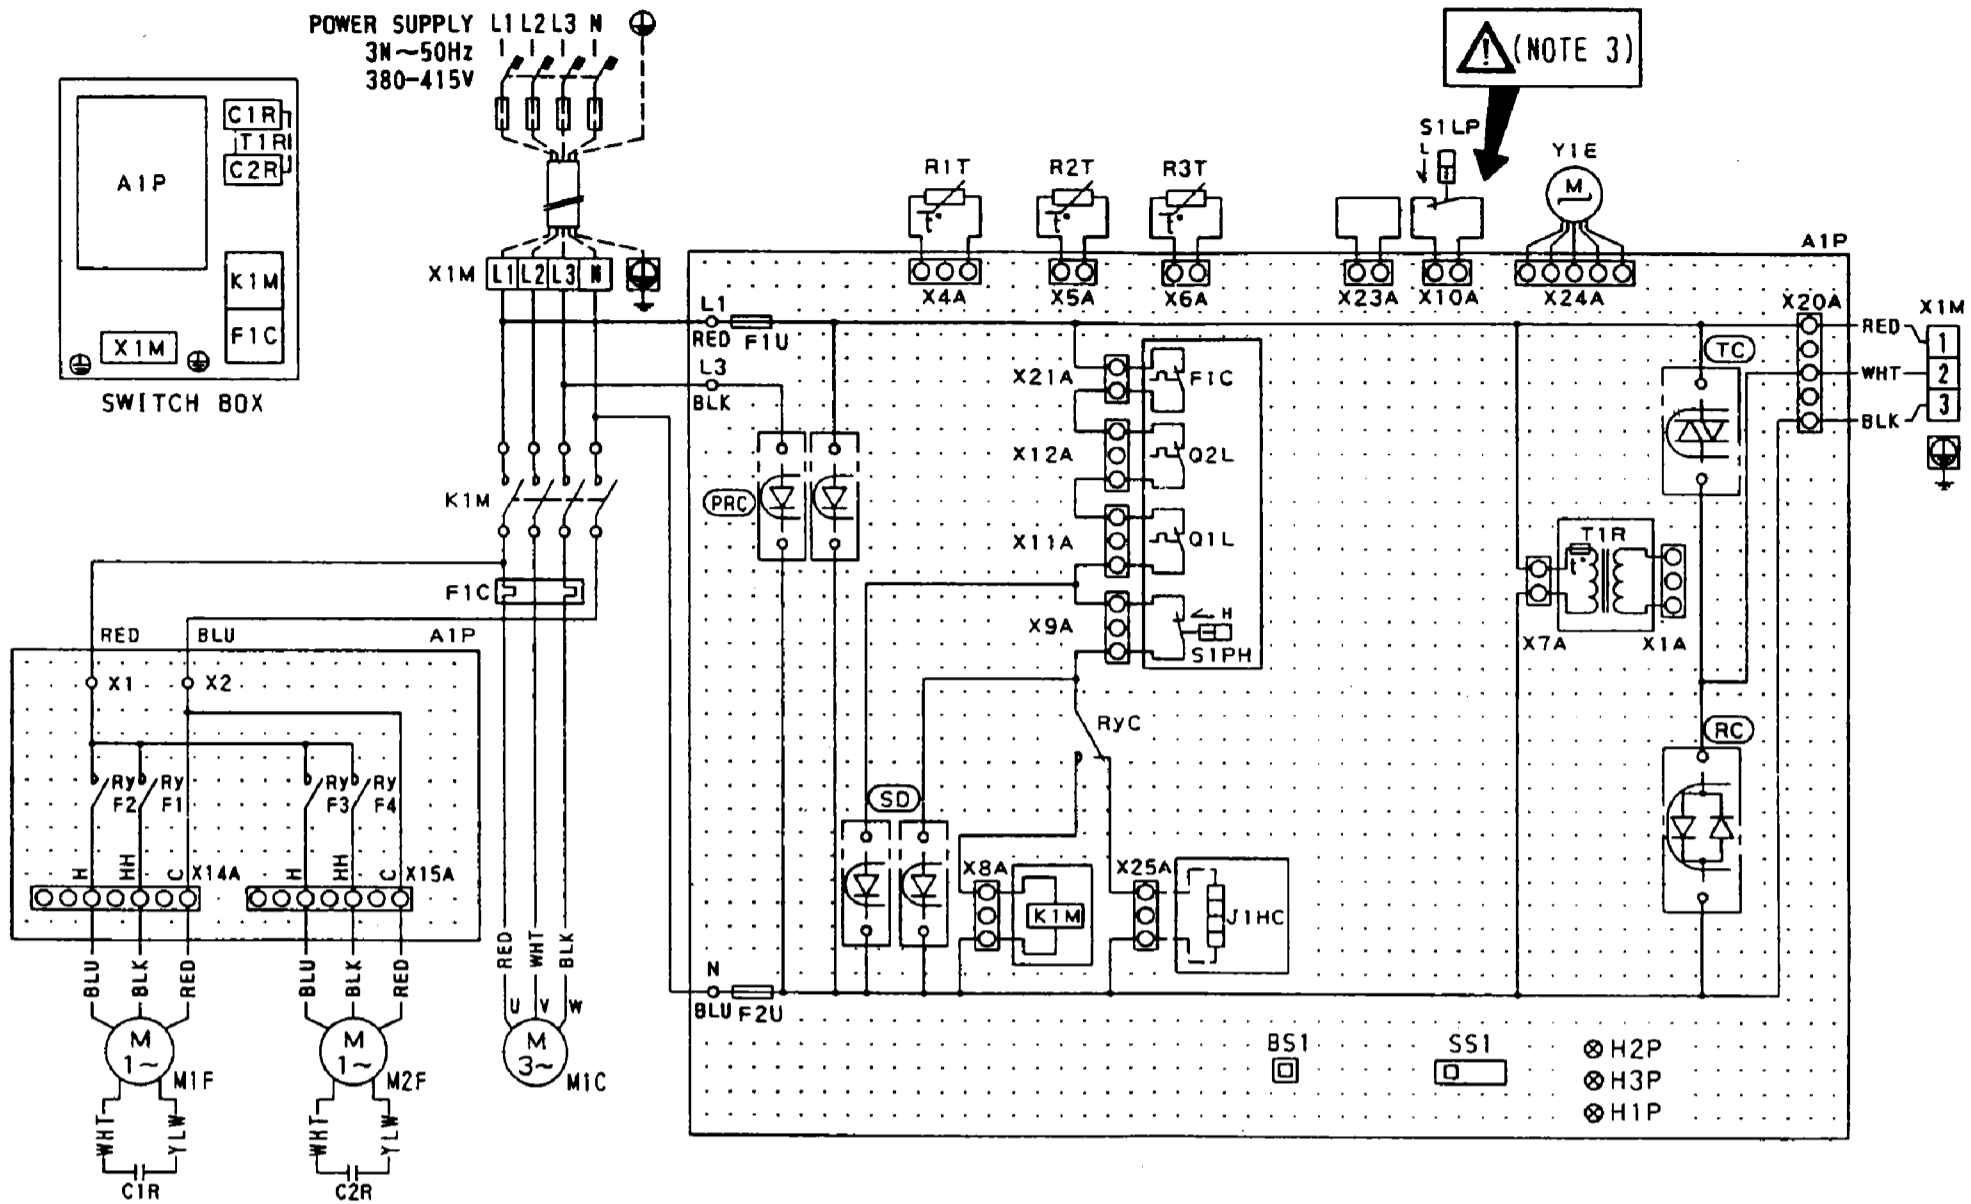 POWER SUPPLY L1 L2 L3 N
3N~50Hz
380-415V
⚠ (NOTE 3)
A1P
C1R
T1R
C2R
K1M
F1C
X1M
SWITCH BOX
X1M L1 L2 L3 N
R1T
t°
X4A
R2T
t°
X5A
R3T
t°
X6A
X23A
S1LP
L
X10A
Y1E
M
X24A
A1P
L1
RED F1U
L3
BLK
X20A
X1M
RED 1
WHT 2
BLK 3
TC
X21A F1C
X12A Q2L
X11A Q1L
X9A H
S1PH
PRC
K1M
F1C
T1R
t°
X7A X1A
RyC
RC
SD
X8A K1M
X25A J1HC
N
BLU F2U
BS1
SS1
H2P
H3P
H1P
RED BLU A1P
X1 X2
Ry F2
Ry F1
Ry F3
Ry F4
H HH C X14A
H HH C X15A
BLU BLK RED
BLU BLK RED
RED WHT BLK
U V W
M 1~ M1F
M 1~ M2F
M 3~ M1C
WHT YLW
WHT YLW
C1R
C2R